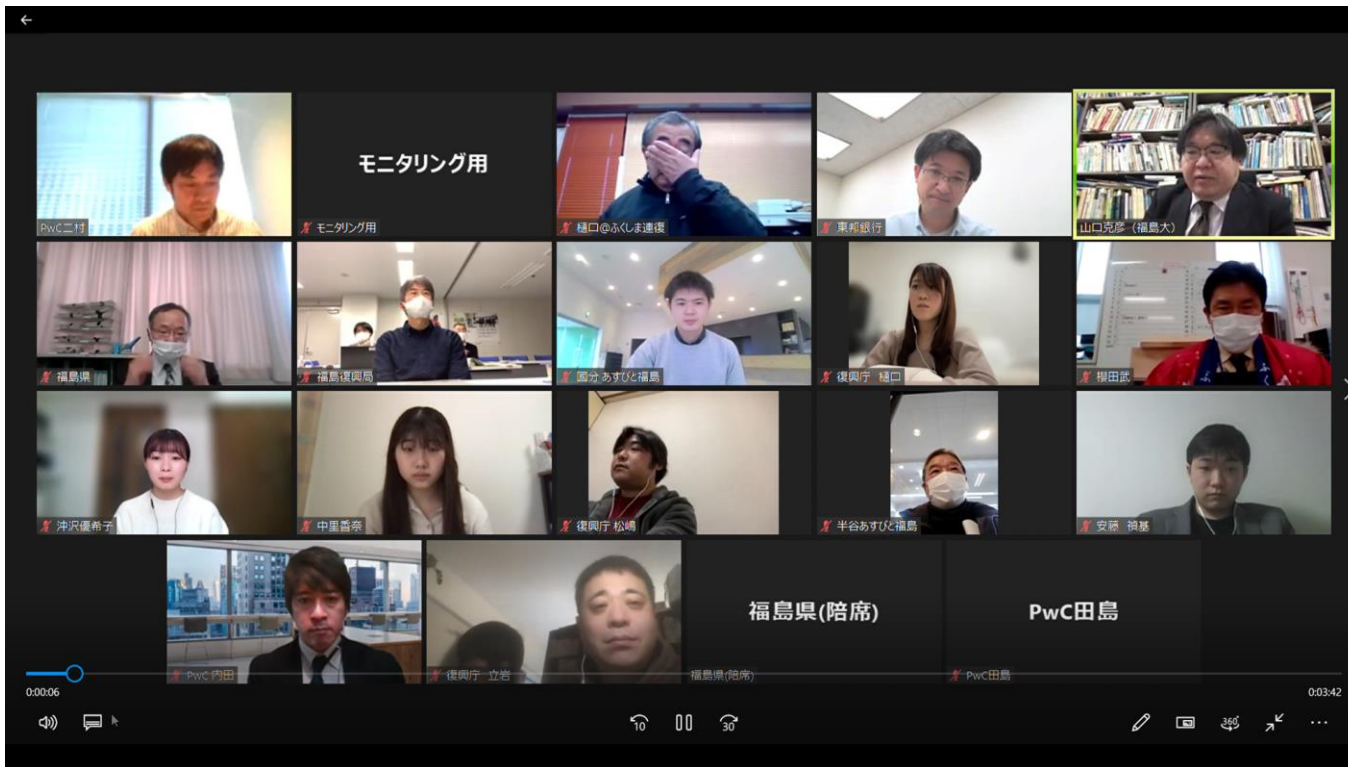 PwC二村
モニタリング用
モニタリング用
樋口@ふくしま連復
東邦銀行
山口克彦（福島大）
福島県
福島復興局
國分 あすびと福島
復興庁 樋口
櫻田武
沖沢優希子
中里香奈
復興庁 松嶋
半谷あすびと福島
安藤 禎基
PwC 内田
復興庁 立岩
福島県(陪席)
福島県(陪席)
PwC田島
PwC田島
0:00:06
0:03:42
10
30
360